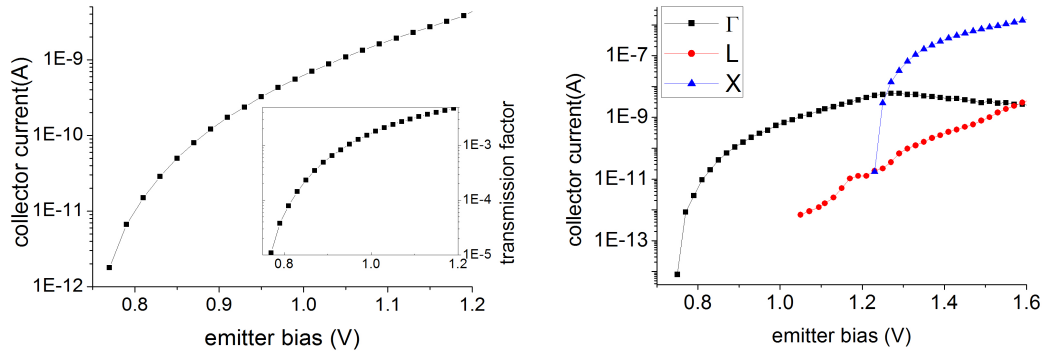 collector current(A)
1E-9
1E-10
1E-11
1E-12
0.8
0.9
1.0
1.1
1.2
emitter bias (V)
transmission factor
1E-3
1E-4
1E-5
0.8
1.0
1.2
Γ
L
X
collector current(A)
1E-7
1E-9
1E-11
1E-13
0.8
1.0
1.2
1.4
1.6
emitter bias (V)